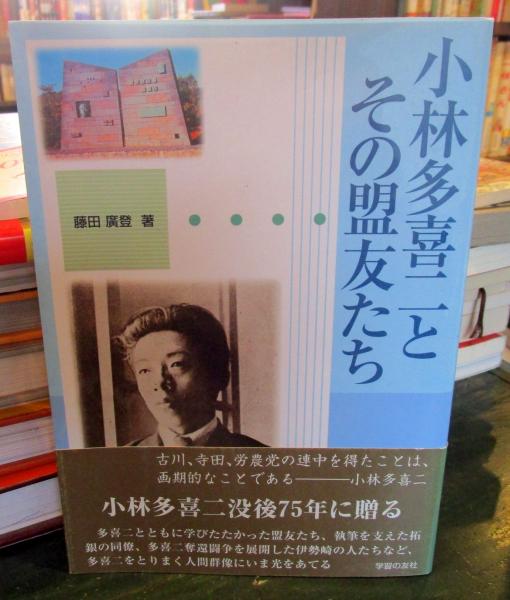 小林多喜二と
その盟友たち
藤田 廣登 著
古川、寺田、労農党の連中を得たことは、
画期的なことである――小林多喜二
小林多喜二没後75年に贈る
多喜二とともに学びたたかった盟友たち、執筆を支えた拓
銀の同僚、多喜二奪還闘争を展開した伊勢崎の人たちなど、
多喜二をとりまく人間群像にいま光をあてる
学習の友社